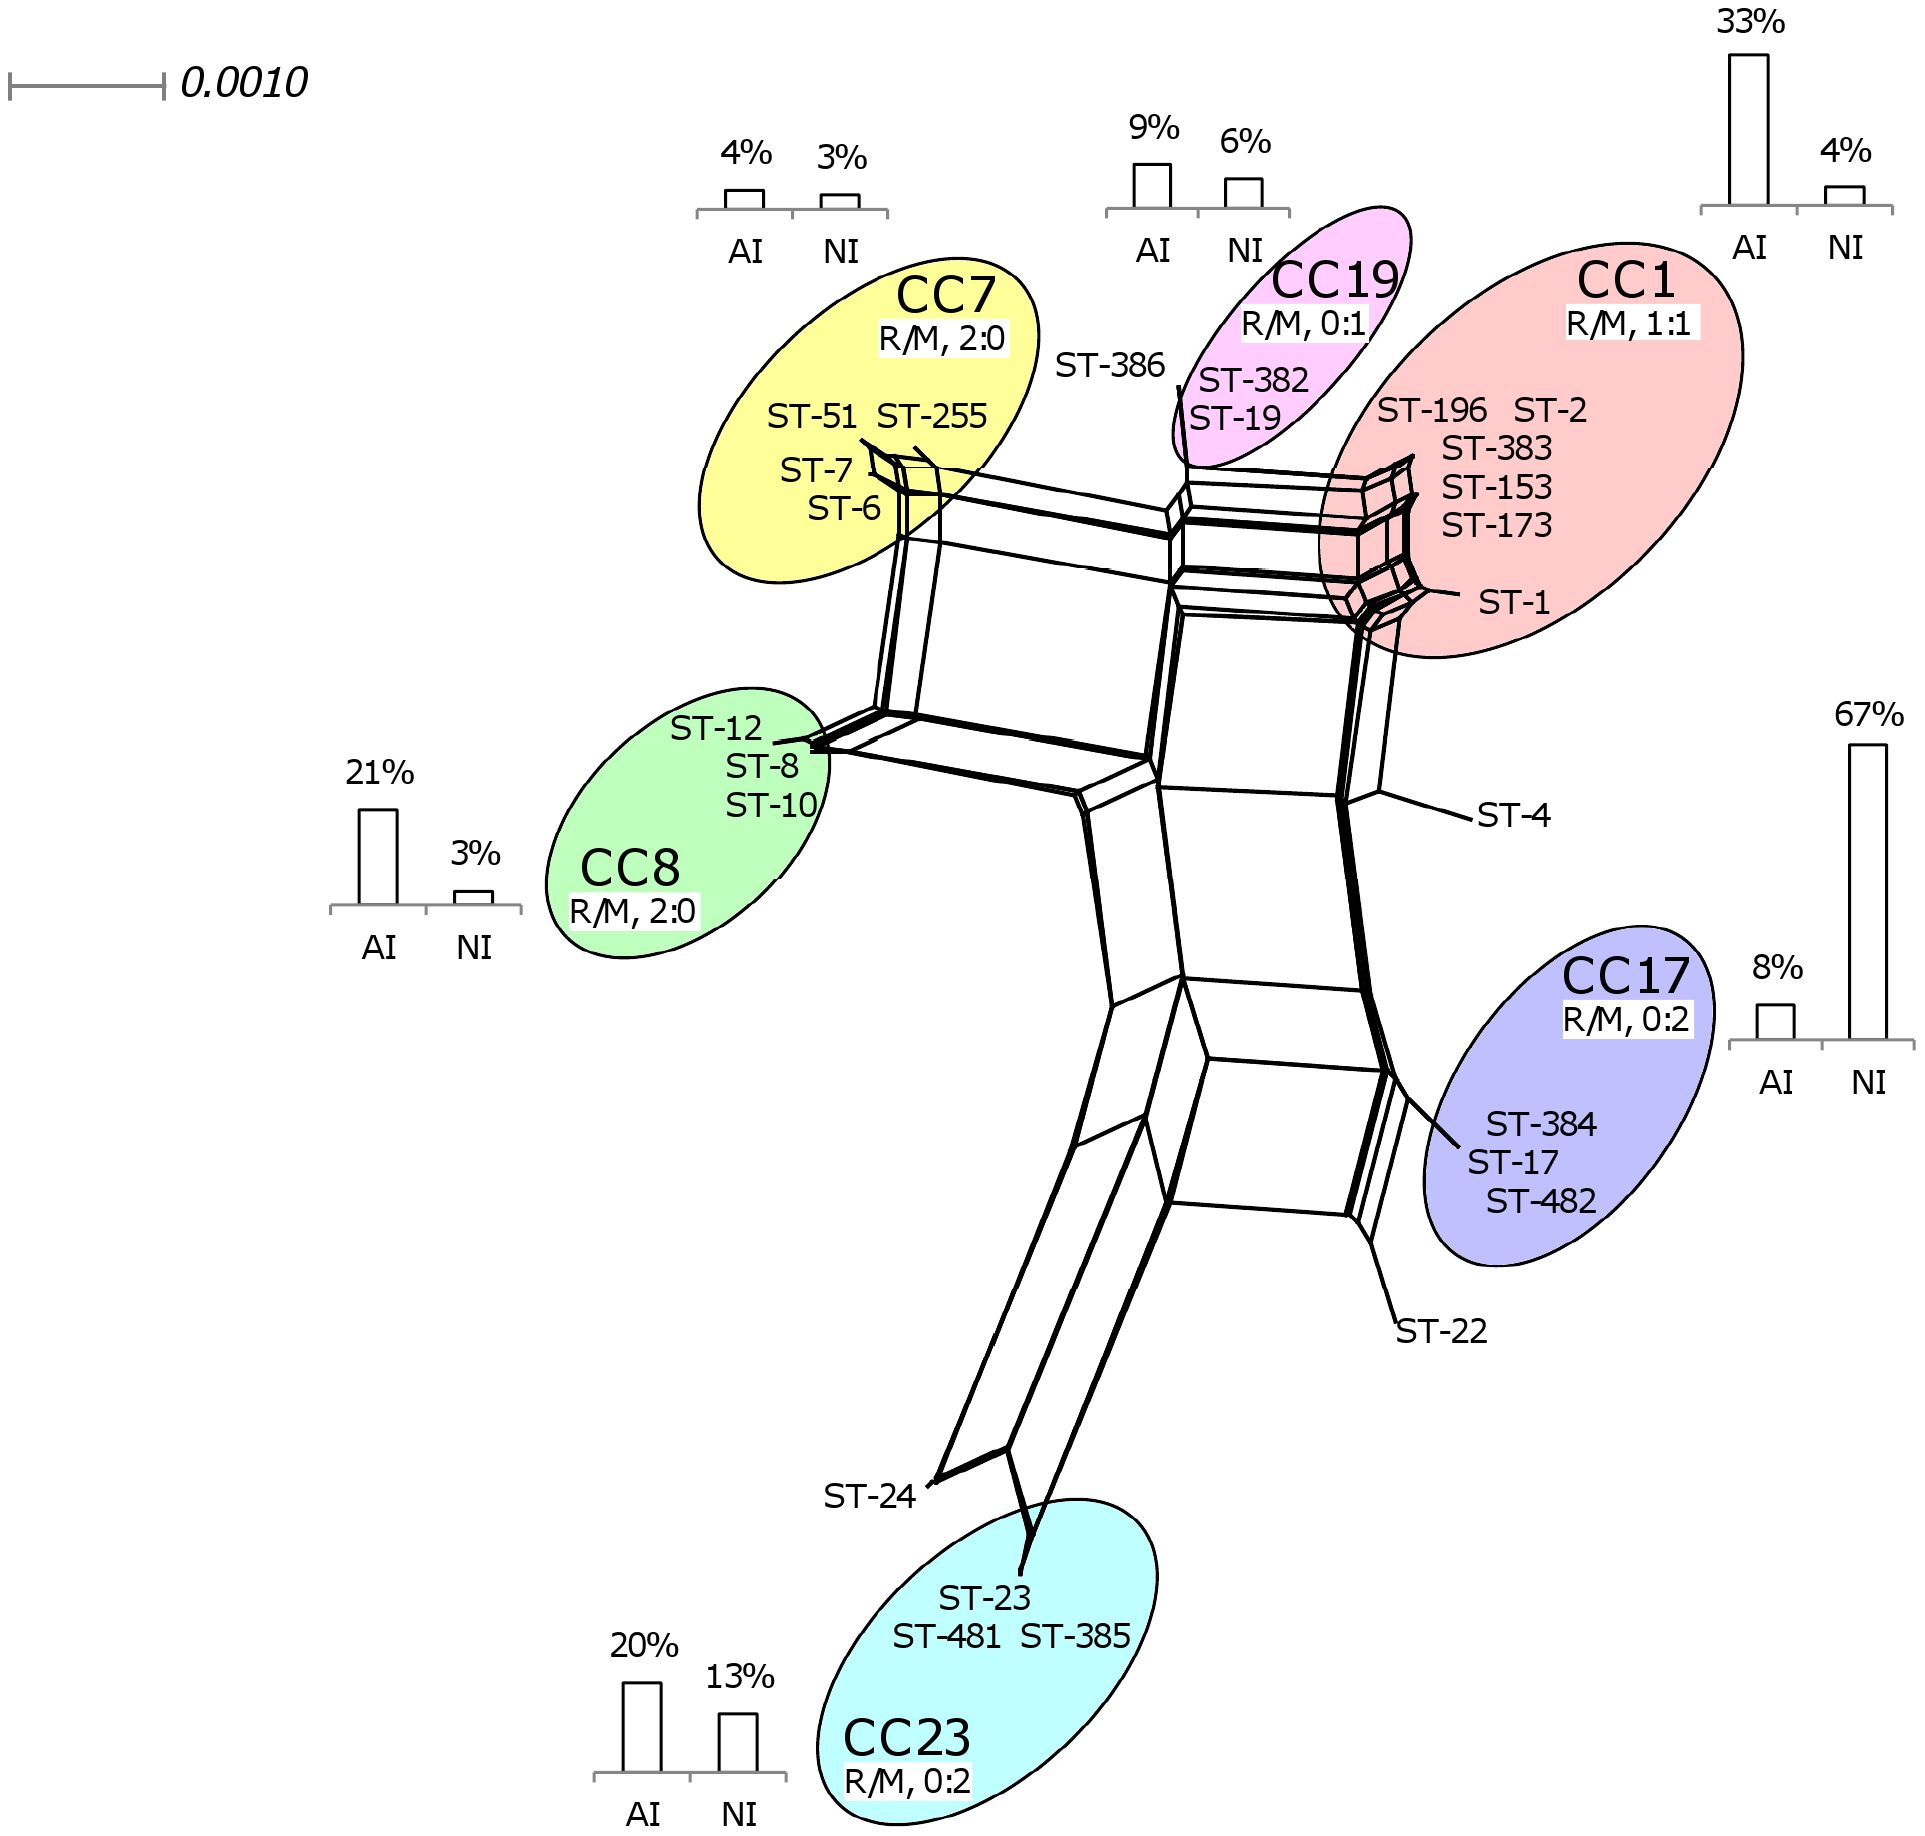 33%
0.0010
9%
6%
4%
3%
4%
AI NI
AI NI
AI NI
CC7
R/M, 2:0
CC19
R/M, 0:1
CC1
R/M, 1:1
ST-386
ST-382
ST-19
ST-51 ST-255
ST-7
ST-6
ST-196 ST-2
ST-383
ST-153
ST-173
ST-1
ST-12
ST-8
ST-10
CC8
R/M, 2:0
21%
3%
AI NI
ST-4
67%
8%
AI NI
CC17
R/M, 0:2
ST-384
ST-17
ST-482
ST-22
ST-24
ST-23
ST-481 ST-385
CC23
R/M, 0:2
20%
13%
AI NI